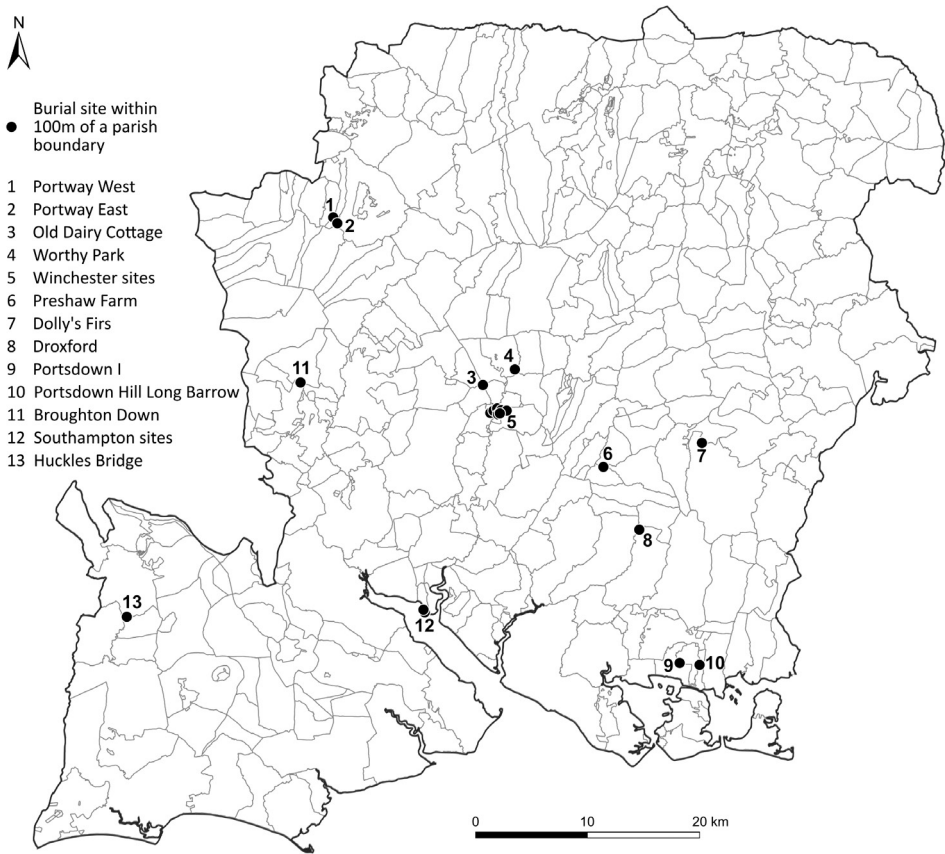 N
Burial site within
100m of a parish
boundary
1 Portway West
2 Portway East
3 Old Dairy Cottage
4 Worthy Park
5 Winchester sites
6 Preshaw Farm
7 Dolly's Firs
8 Droxford
9 Portsdown I
10 Portsdown Hill Long Barrow
11 Broughton Down
12 Southampton sites
13 Huckles Bridge
1
2
11
4
3
5
6
7
8
13
12
9
10
0 10 20 km